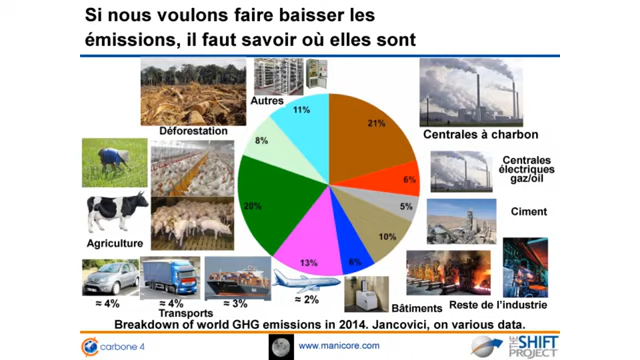 Si nous voulons faire baisser les
émissions, il faut savoir où elles sont
Autres
Déforestation
11%
21%
Centrales à charbon
8%
6%
Centrales
électriques
gaz/oil
5%
Ciment
20%
10%
Agriculture
13%
6%
≈ 4%
≈ 4%
≈ 3%
≈ 2%
Transports
Bâtiments
Reste de l'industrie
Breakdown of world GHG emissions in 2014. Jancovici, on various data.
carbone 4
www.manicore.com
THE SHIFT
PROJECT